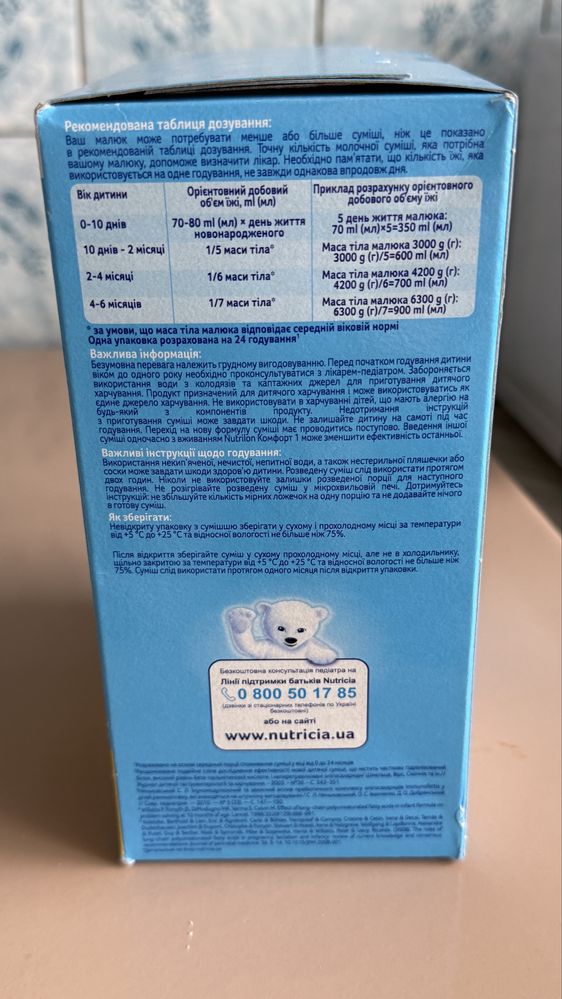 Рекомендована таблиця дозування:
Ваш малюк може потребувати менше або більше суміші, ніж це показано
в рекомендованій таблиці дозування. Точну кількість молочної суміші, яка потрібна
вашому малюку, допоможе визначити лікар. Необхідно пам'ятати, що кількість їжі, яка
використовується на одне годування, не завжди однакова впродовж дня.
Вік дитини
Орієнтовний добовий
об'єм їжі, ml (мл)
Приклад розрахунку орієнтовного
добового об'єму їжі
0-10 днів
70-80 ml (мл) × день життя
новонародженого
5 день життя малюка:
70 ml (мл)×5=350 ml (мл)
10 днів - 2 місяці
1/5 маси тіла*
Маса тіла малюка 3000 g (г):
3000 g (г)/5=600 ml (мл)
2-4 місяці
1/6 маси тіла*
Маса тіла малюка 4200 g (г):
4200 g (г)/6=700 ml (мл)
4-6 місяців
1/7 маси тіла*
Маса тіла малюка 6300 g (г):
6300 g (г)/7=900 ml (мл)
* за умови, що маса тіла малюка відповідає середній віковій нормі
Одна упаковка розрахована на 24 годування¹
Важлива інформація:
Безумовна перевага належить грудному вигодовуванню. Перед початком годування дитини
віком до одного року необхідно проконсультуватися з лікарем-педіатром. Забороняється
використання води з колодязів та каптажних джерел для приготування дитячого
харчування. Продукт призначений для дитячого харчування і може використовуватись як
єдине джерело харчування. Не використовувати в харчуванні дітей, що мають алергію на
будь-який з компонентів продукту. Недотримання інструкцій
з приготування суміші може завдати шкоди. Не залишайте дитину на самоті під час
годування. Перехід на нову формулу суміші має проводитись поступово. Введення іншої
суміші одночасно з вживанням Nutrilon Комфорт 1 може зменшити ефективність останньої.
Важливі інструкції щодо годування:
Використання некип'яченої, нечистої, непитної води, а також нестерильної пляшечки або
соски може завдати шкоди здоров'ю дитини. Розведену суміш слід використати протягом
двох годин. Ніколи не використовуйте залишки розведеної порції для наступного
годування. Не розігрівайте розведену суміш у мікрохвильовій печі. Дотримуйтесь
інструкцій: не збільшуйте кількість мірних ложечок на одну порцію та не додавайте нічого
в готову суміш.
Як зберігати:
Невідкриту упаковку з сумішшю зберігати у сухому і прохолодному місці за температури
від +5 °C до +25 °C та відносної вологості не більше ніж 75%.
Після відкриття зберігайте суміш у сухому прохолодному місці, але не в холодильнику,
щільно закритою за температури від +5 °C до +25 °C та відносної вологості не більше ніж
75%. Суміш слід використати протягом одного місяця після відкриття упаковки.
Безкоштовна консультація педіатра на
Лінії підтримки батьків Nutricia
0 800 50 17 85
(дзвінки зі стаціонарних телефонів по Україні
безкоштовні)
або на сайті
www.nutricia.ua